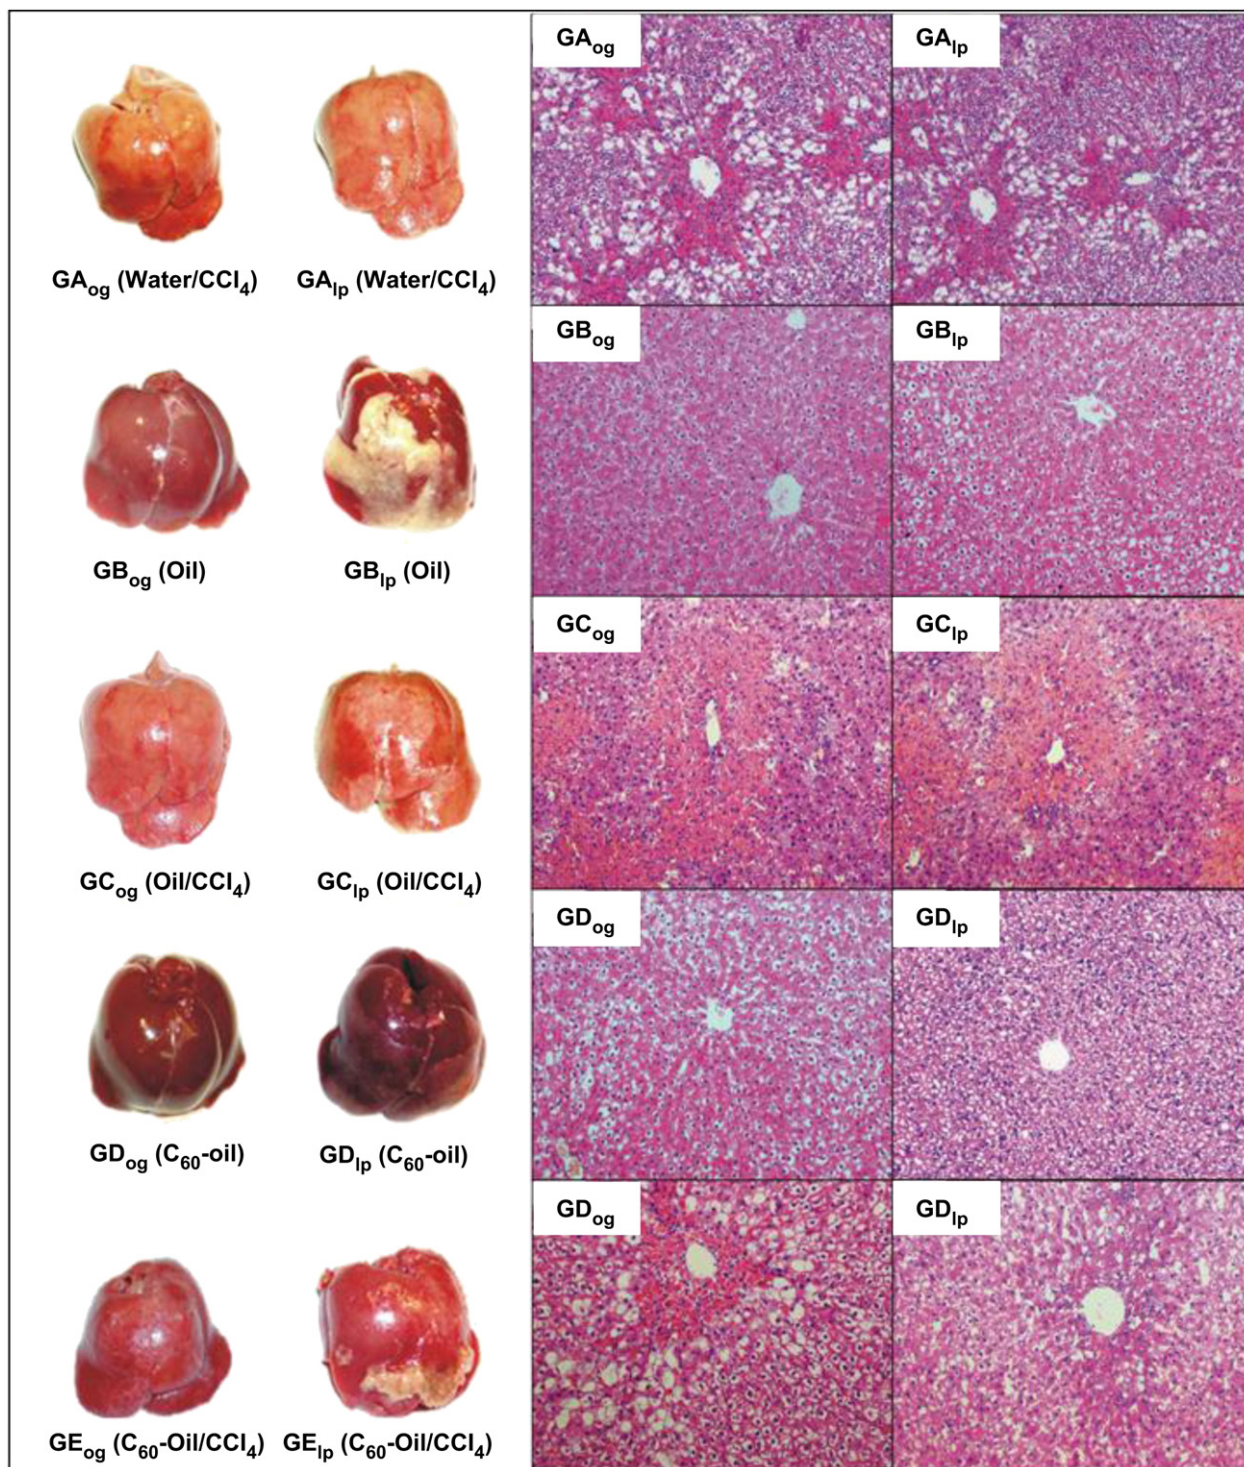 GAog GAlp
GAog (Water/CCl4) GAlp (Water/CCl4)
GBog GBlp
GBog (Oil) GBlp (Oil)
GCog GClp
GCog (Oil/CCl4) GClp (Oil/CCl4)
GDog GDlp
GDog (C60-oil) GDlp (C60-oil)
GDog GDlp
GEog (C60-Oil/CCl4) GElp (C60-Oil/CCl4)